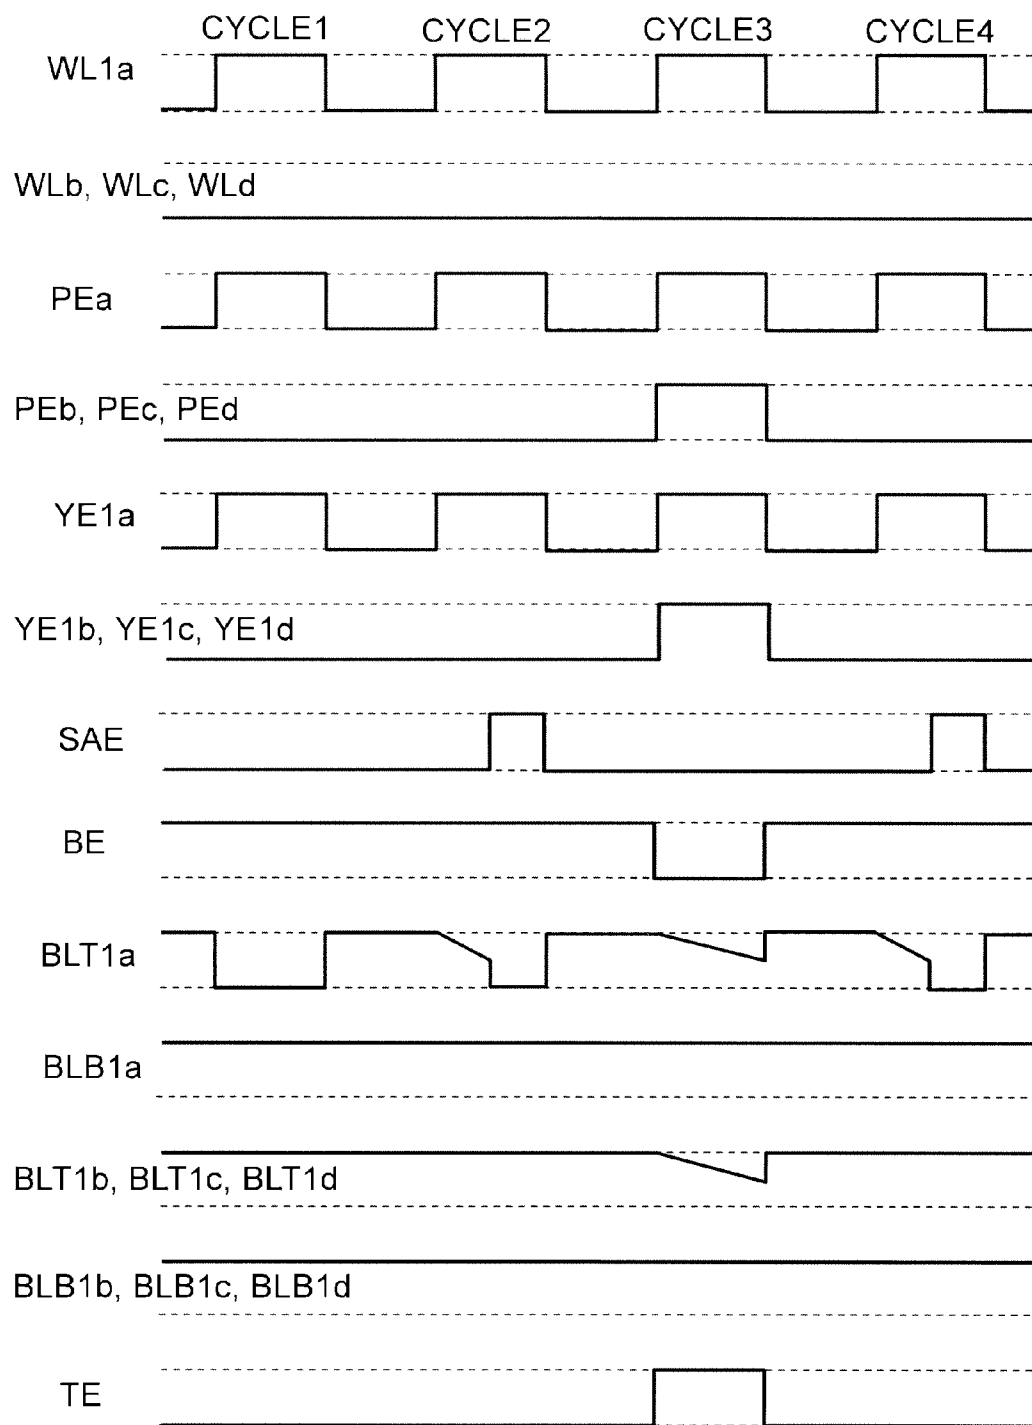 CYCLE1 CYCLE2 CYCLE3 CYCLE4
WL1a
WLb, WLc, WLd
PEa
PEb, PEc, PEd
YE1a
YE1b, YE1c, YE1d
SAE
BE
BLT1a
BLB1a
BLT1b, BLT1c, BLT1d
BLB1b, BLB1c, BLB1d
TE